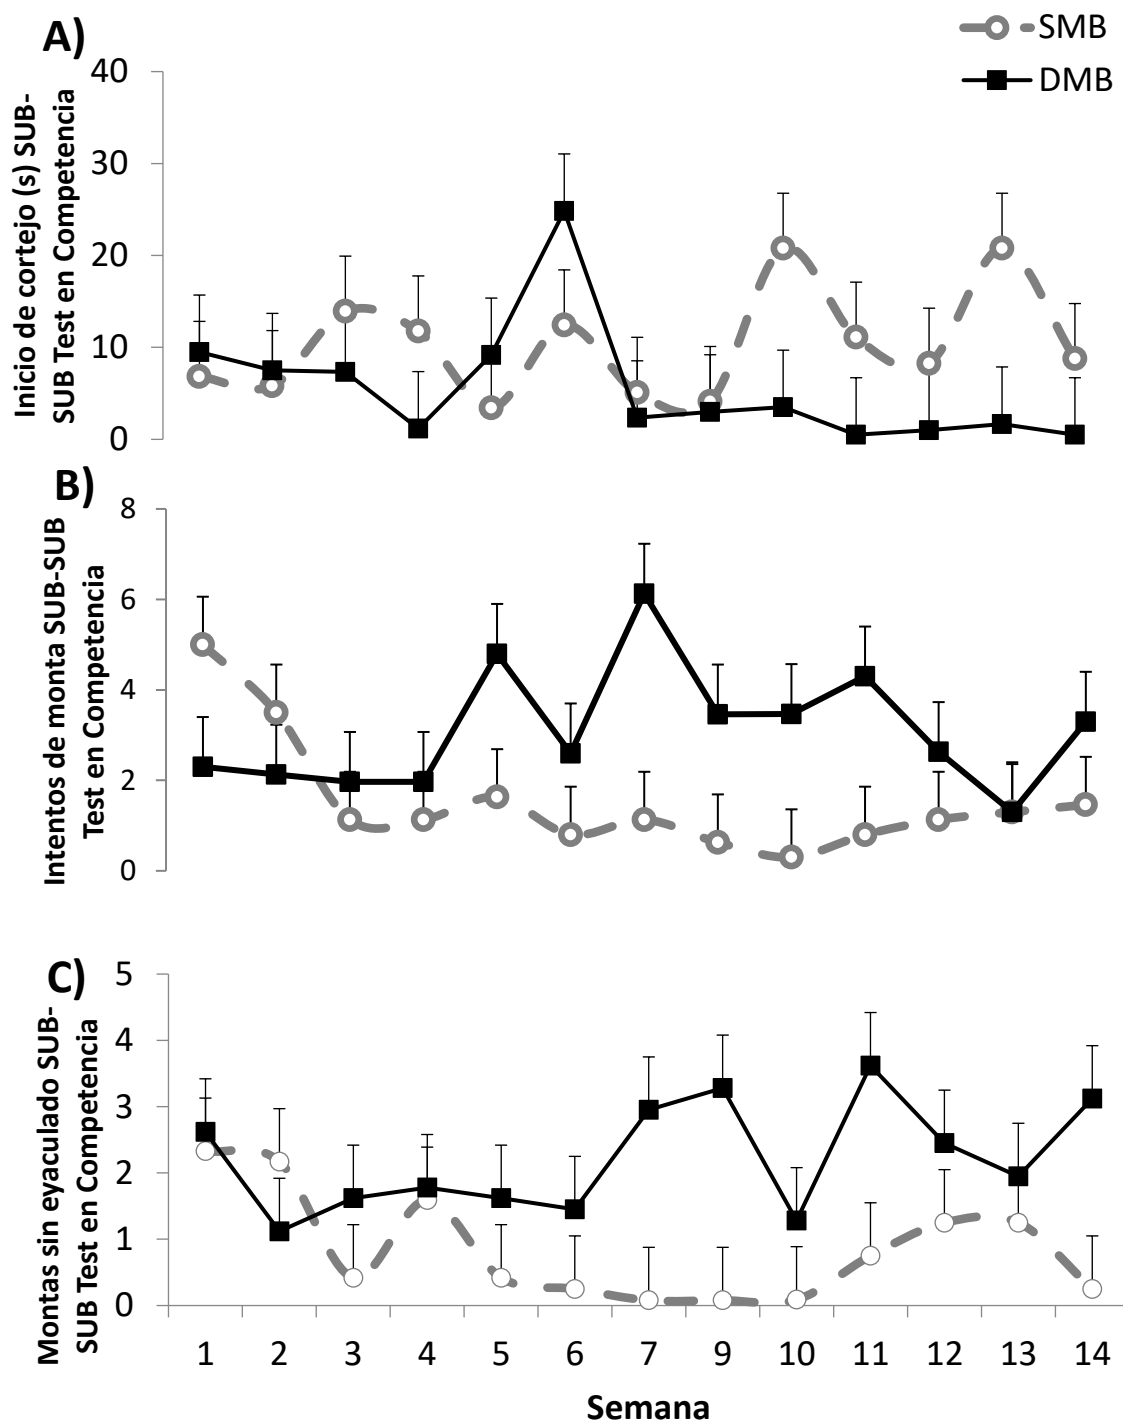 A)
SMB
DMB
Inicio de cortejo (s) SUB-
SUB Test en Competencia
40
30
20
10
0
B)
Intentos de monta SUB-SUB
Test en Competencia
8
6
4
2
0
C)
Montas sin eyaculado SUB-
SUB Test en Competencia
5
4
3
2
1
0
1 2 3 4 5 6 7 9 10 11 12 13 14
Semana